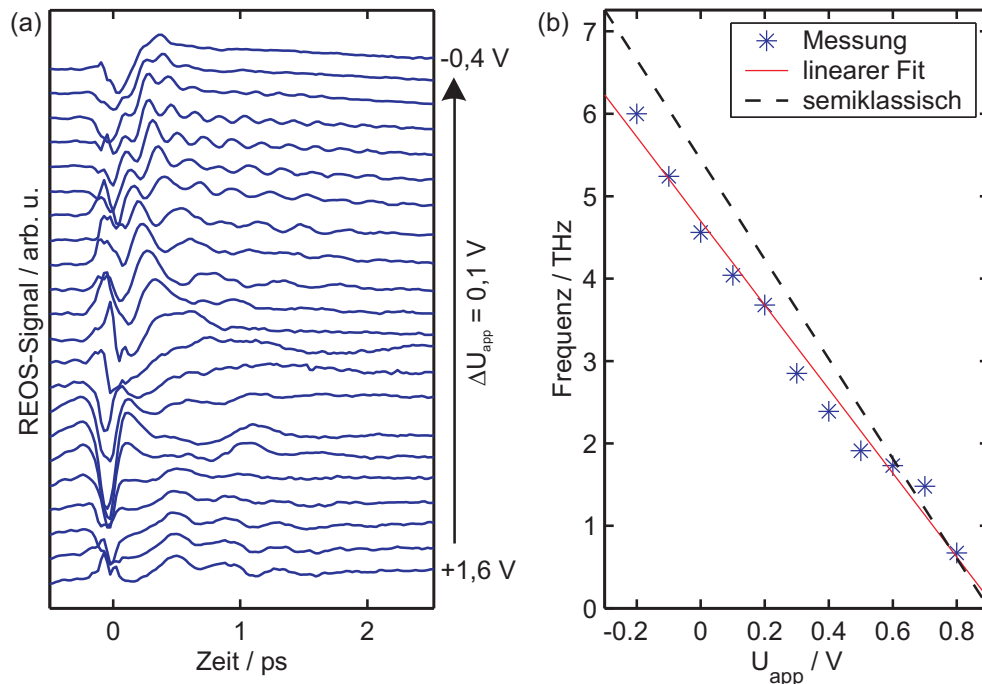 (a)
REOS-Signal / arb. u.
-0,4 V
ΔU_app = 0,1 V
+1,6 V
0 1 2
Zeit / ps
(b)
Frequenz / THz
7
6
5
4
3
2
1
0
Messung
linearer Fit
semiklassisch
-0.2 0 0.2 0.4 0.6 0.8
U_app / V